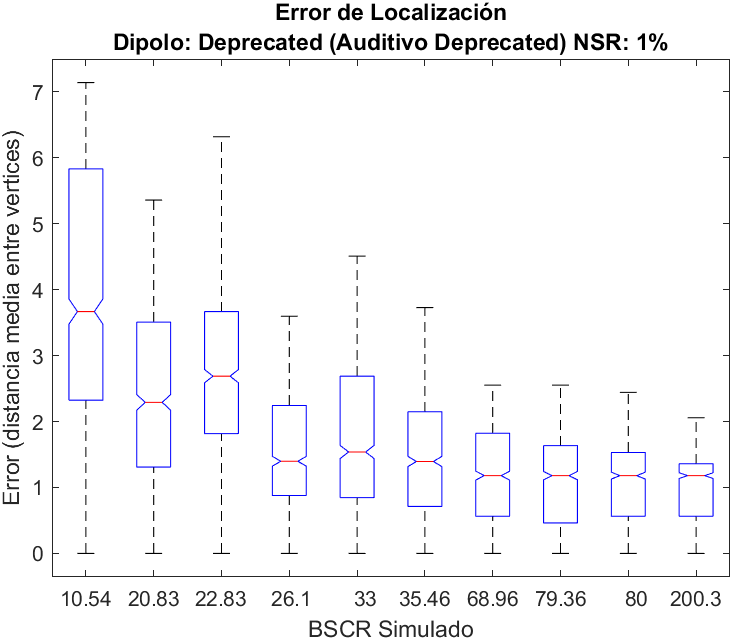 Error de Localización
Dipolo: Deprecated (Auditivo Deprecated) NSR: 1%
Error (distancia media entre vertices)
7
6
5
4
3
2
1
0
10.54 20.83 22.83 26.1 33 35.46 68.96 79.36 80 200.3
BSCR Simulado